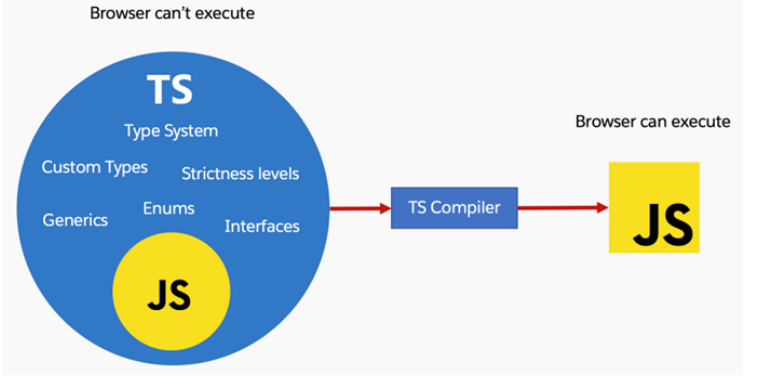 Browser can't execute
TS
Type System
Custom Types
Strictness levels
Enums
Generics
Interfaces
JS
TS Compiler
Browser can execute
JS